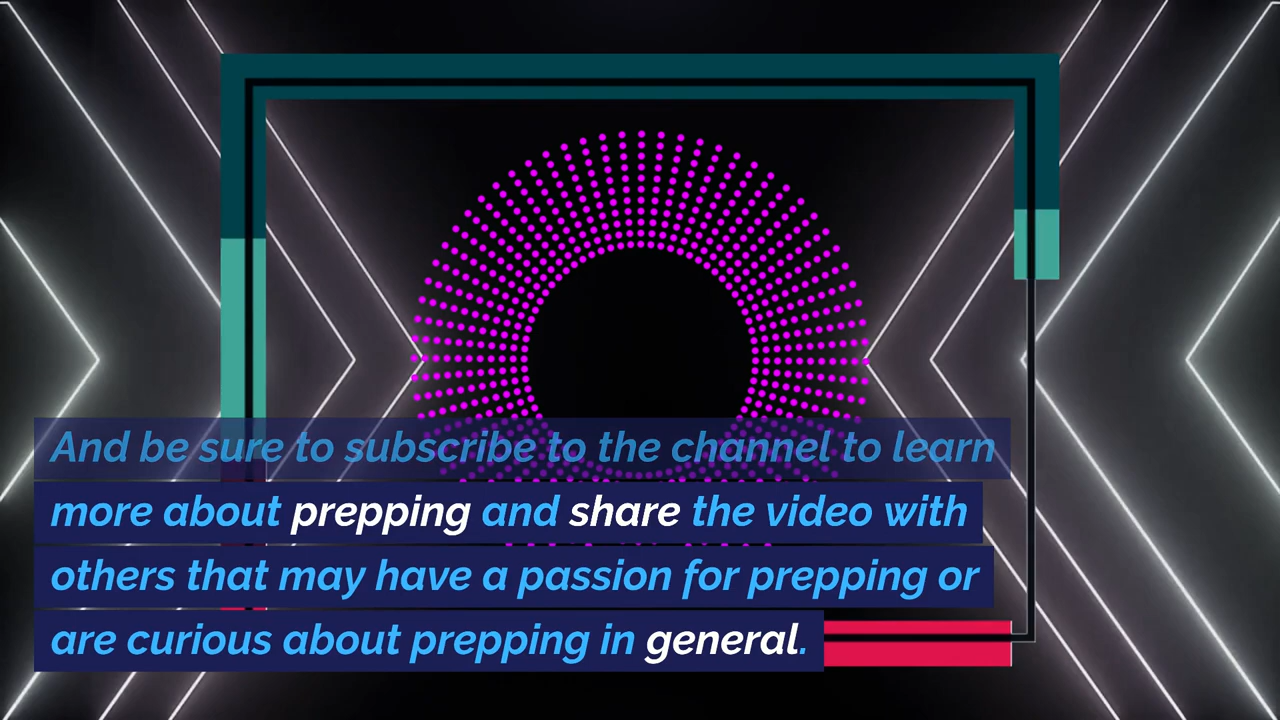 And be sure to subscribe to the channel to learn
more about prepping and share the video with
others that may have a passion for prepping or
are curious about prepping in general.